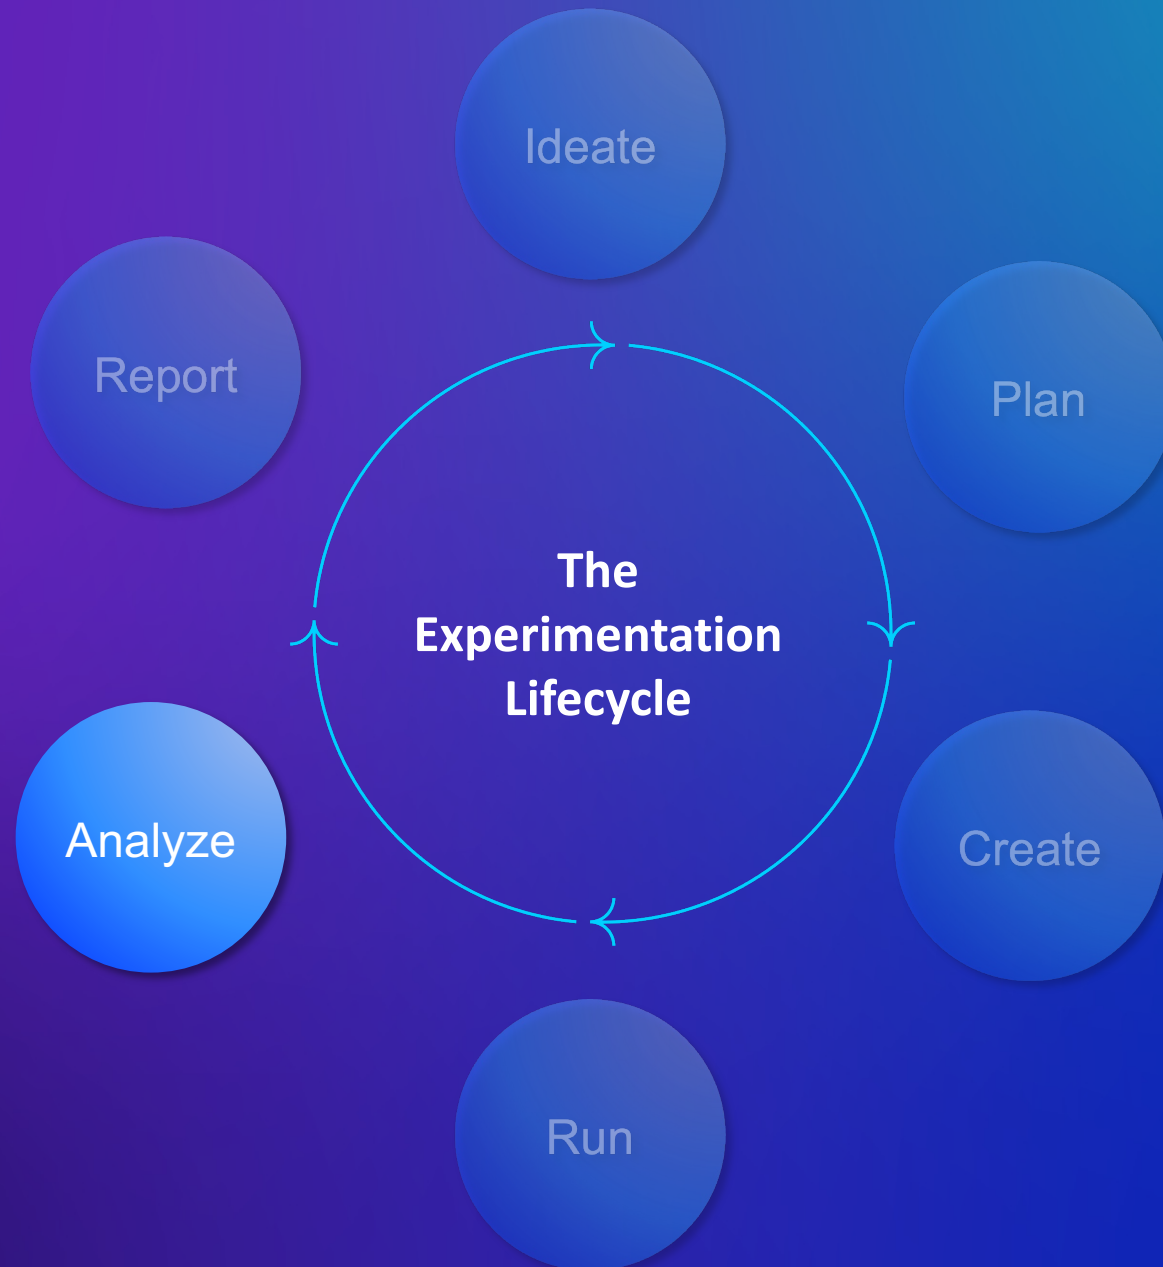 Ideate
Report
Plan
The
Experimentation
Lifecycle
Analyze
Create
Run